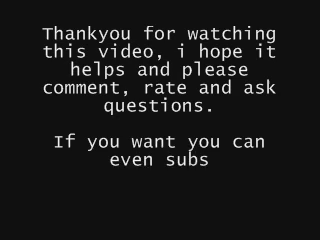 Thankyou for watching
this video, i hope it
helps and please
comment, rate and ask
questions.
If you want you can
even subs